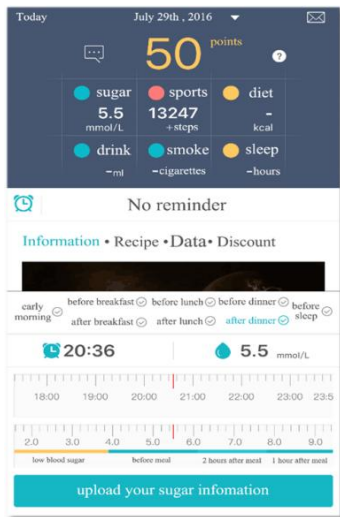 Today July 29th , 2016
50 points
?
sugar sports diet
5.5 13247 -
mmol/L +steps kcal
drink smoke sleep
-ml -cigarettes -hours
No reminder
Information • Recipe •Data• Discount
early morning before breakfast before lunch before dinner before sleep
after breakfast after lunch after dinner
20:36 5.5 mmol/L
18:00 19:00 20:00 21:00 22:00 23:00 23:5
2.0 3.0 4.0 5.0 6.0 7.0 8.0 9.0
low blood sugar before meal 2 hours after meal 1 hour after meal
upload your sugar infomation